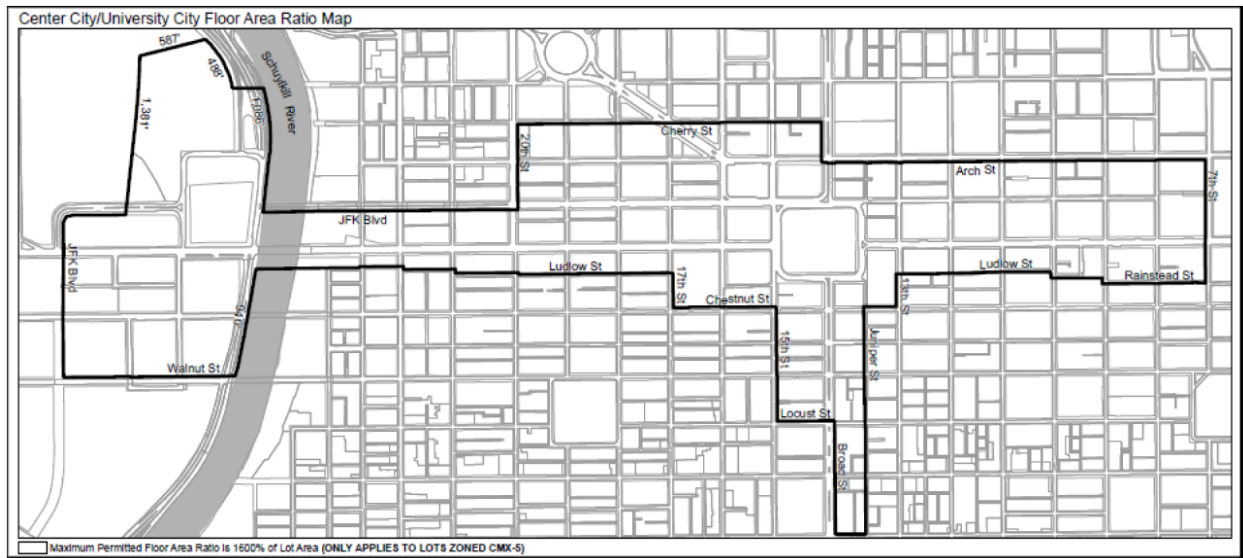 Center City/University City Floor Area Ratio Map
587'
488'
1,086'
1,381'
Schuylkill River
20th St
Cherry St
Arch St
7th St
JFK Blvd
JFK Blvd
Ludlow St
17th St
Chestnut St
Ludlow St
Rainstead St
13th St
940'
Walnut St
15th St
Juniper St
Locust St
Broad St
Maximum Permitted Floor Area Ratio Is 1600% of Lot Area (ONLY APPLIES TO LOTS ZONED CMX-5)